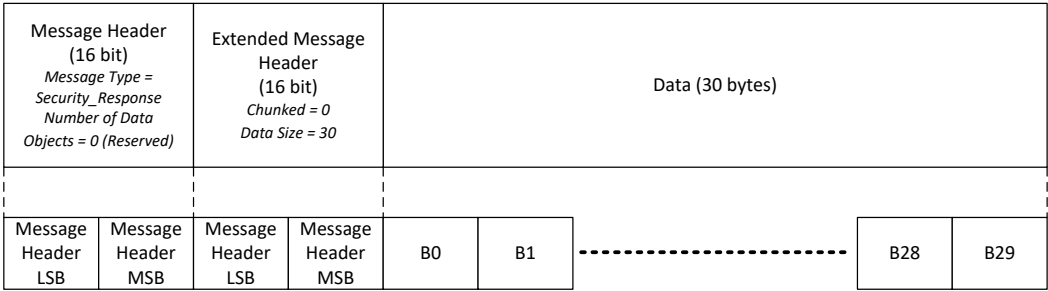 Message Header
(16 bit)
Message Type =
Security_Response
Number of Data
Objects = 0 (Reserved)
Extended Message
Header
(16 bit)
Chunked = 0
Data Size = 30
Data (30 bytes)
Message
Header
LSB
Message
Header
MSB
Message
Header
LSB
Message
Header
MSB
B0
B1
B28
B29